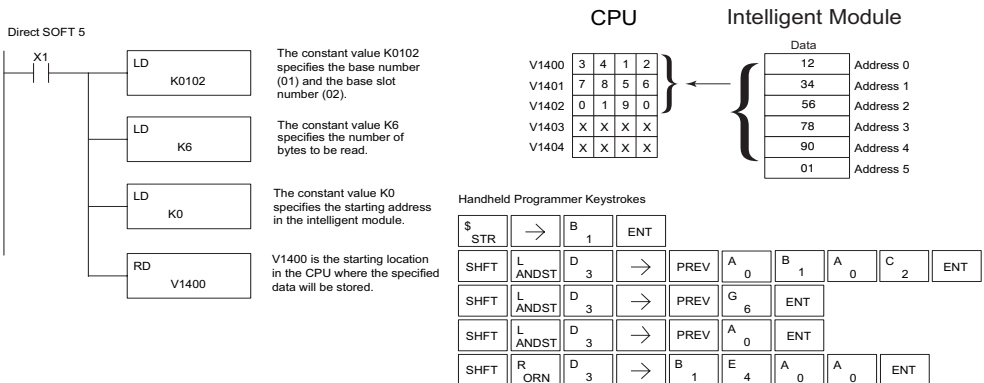 Direct SOFT 5
X1
LD
K0102
The constant value K0102
specifies the base number
(01) and the base slot
number (02).
LD
K6
The constant value K6
specifies the number of
bytes to be read.
LD
K0
The constant value K0
specifies the starting address
in the intelligent module.
RD
V1400
V1400 is the starting location
in the CPU where the specified
data will be stored.
CPU
Intelligent Module
Data
V1400 3 4 1 2
V1401 7 8 5 6
V1402 0 1 9 0
V1403 X X X X
V1404 X X X X
12 Address 0
34 Address 1
56 Address 2
78 Address 3
90 Address 4
01 Address 5
Handheld Programmer Keystrokes
$ STR → B 1 ENT
SHFT L ANDST D 3 → PREV A 0 B 1 A 0 C 2 ENT
SHFT L ANDST D 3 → PREV G 6 ENT
SHFT L ANDST D 3 → PREV A 0 ENT
SHFT R ORN D 3 → B 1 E 4 A 0 A 0 ENT